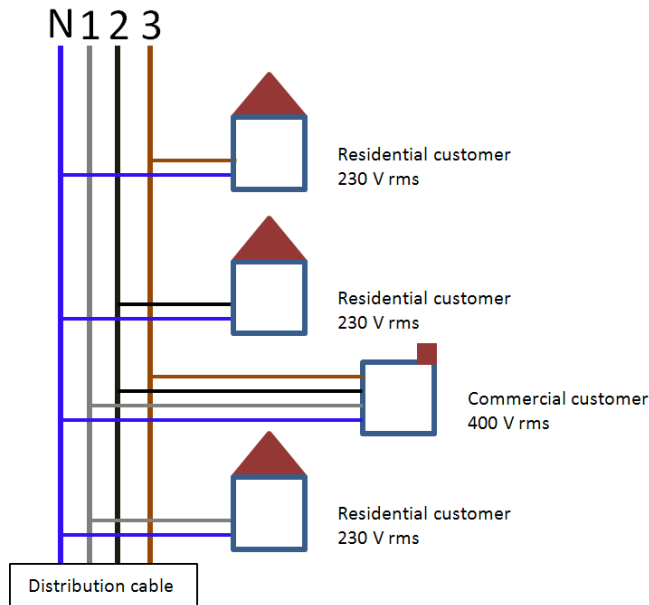 N 1 2 3
Residential customer
230 V rms
Residential customer
230 V rms
Commercial customer
400 V rms
Residential customer
230 V rms
Distribution cable